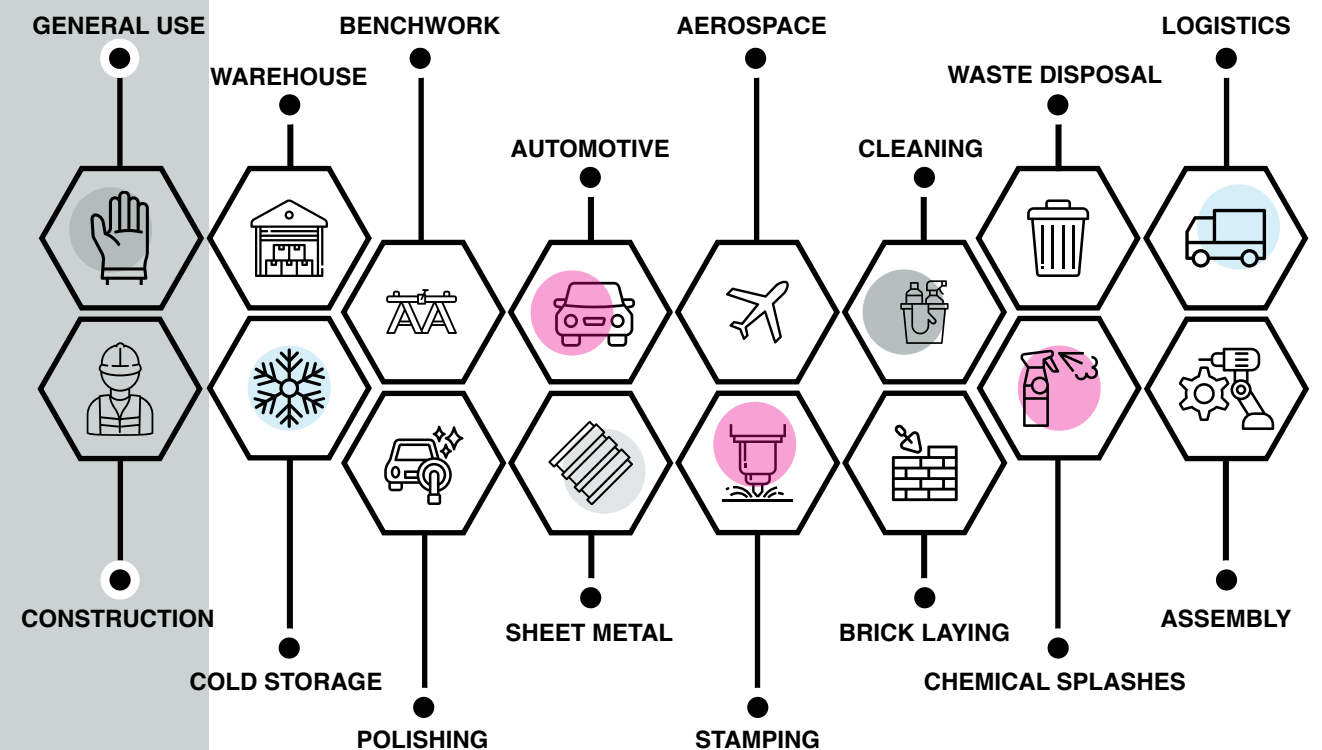 GENERAL USE
BENCHWORK
AEROSPACE
LOGISTICS
WAREHOUSE
WASTE DISPOSAL
AUTOMOTIVE
CLEANING
CONSTRUCTION
SHEET METAL
BRICK LAYING
ASSEMBLY
COLD STORAGE
CHEMICAL SPLASHES
POLISHING
STAMPING